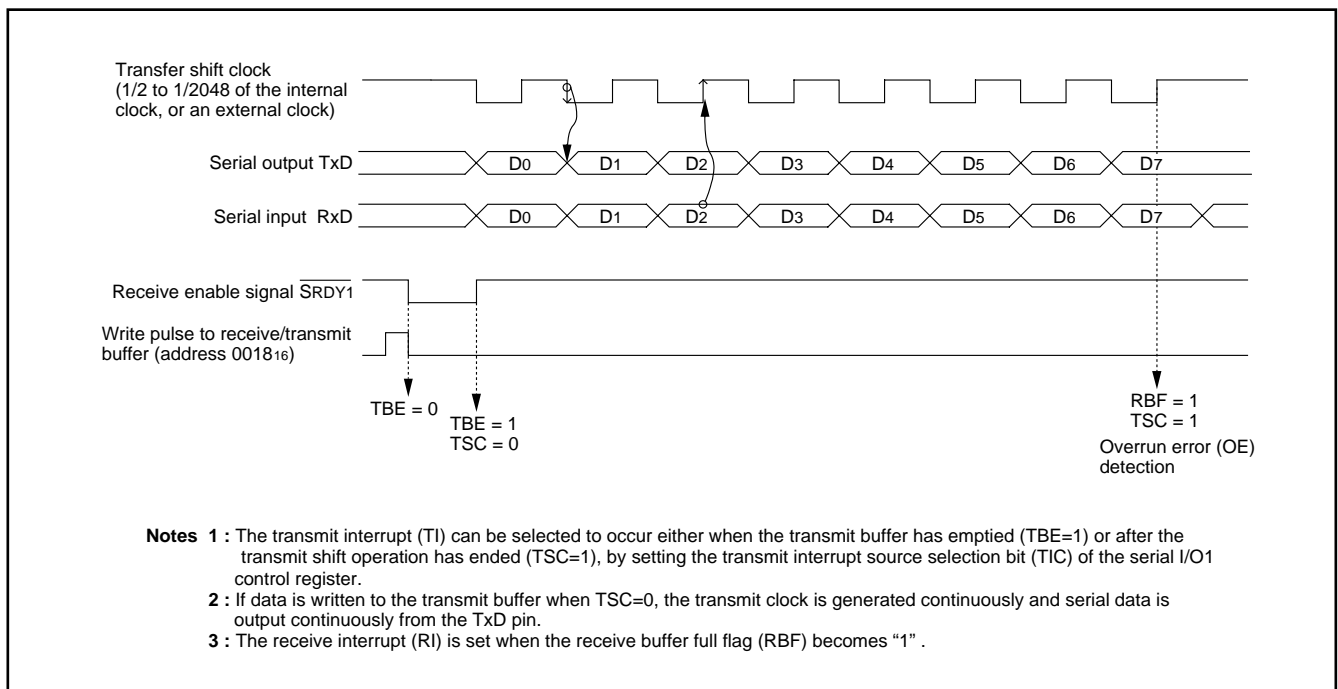 Transfer shift clock
(1/2 to 1/2048 of the internal
clock, or an external clock)
Serial output TxD
D0 D1 D2 D3 D4 D5 D6 D7
Serial input RxD
D0 D1 D2 D3 D4 D5 D6 D7
Receive enable signal SRDY1
Write pulse to receive/transmit
buffer (address 001816)
TBE = 0
TBE = 1
TSC = 0
RBF = 1
TSC = 1
Overrun error (OE)
detection
Notes 1 : The transmit interrupt (TI) can be selected to occur either when the transmit buffer has emptied (TBE=1) or after the
transmit shift operation has ended (TSC=1), by setting the transmit interrupt source selection bit (TIC) of the serial I/O1
control register.
2 : If data is written to the transmit buffer when TSC=0, the transmit clock is generated continuously and serial data is
output continuously from the TxD pin.
3 : The receive interrupt (RI) is set when the receive buffer full flag (RBF) becomes “1” .